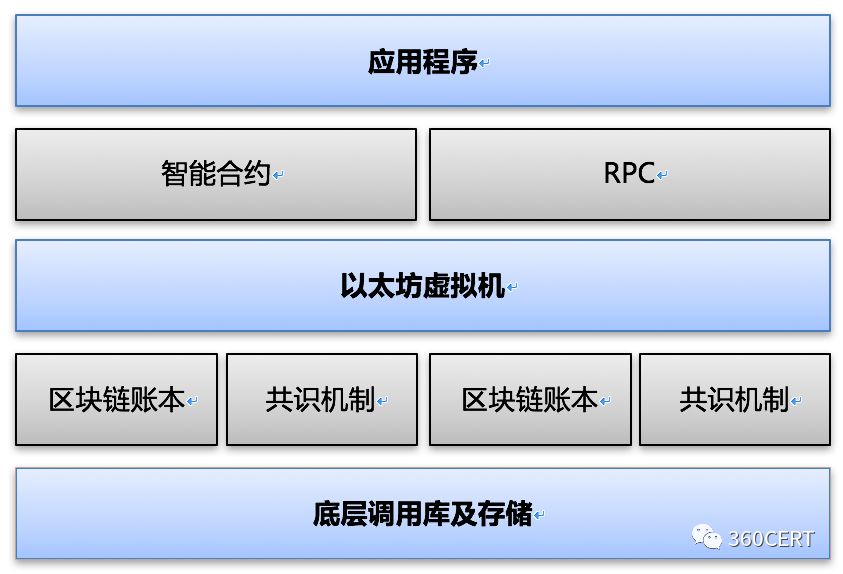 应用程序
智能合约 RPC
以太坊虚拟机
区块链账本 共识机制 区块链账本 共识机制
底层调用库及存储
360CERT